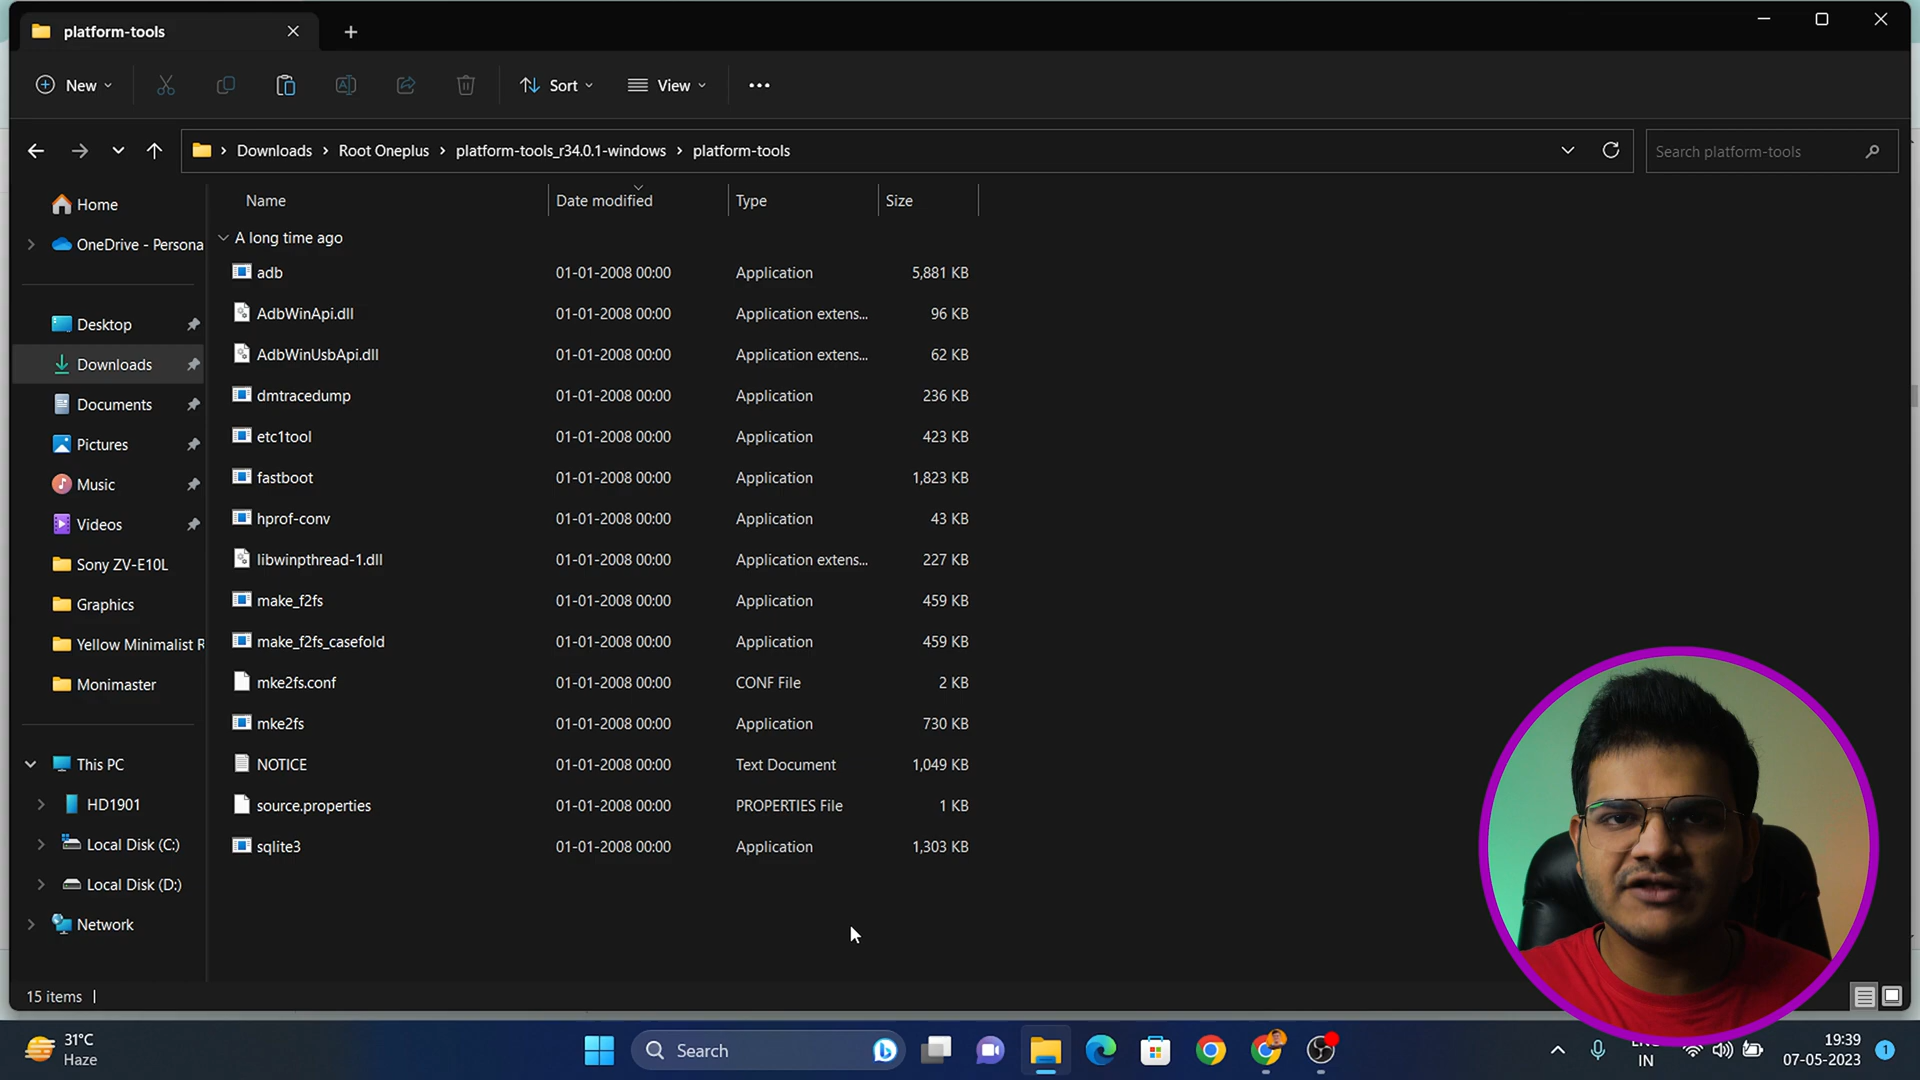 platform-tools
New
Sort
View
Downloads > Root Oneplus > platform-tools_r34.0.1-windows > platform-tools
Search platform-tools
Home
OneDrive - Persona
Desktop
Downloads
Documents
Pictures
Music
Videos
Sony ZV-E10L
Graphics
Yellow Minimalist R
Monimaster
This PC
HD1901
Local Disk (C:)
Local Disk (D:)
Network
Name Date modified Type Size
A long time ago
adb 01-01-2008 00:00 Application 5,881 KB
AdbWinApi.dll 01-01-2008 00:00 Application extens... 96 KB
AdbWinUsbApi.dll 01-01-2008 00:00 Application extens... 62 KB
dmtracedump 01-01-2008 00:00 Application 236 KB
etc1tool 01-01-2008 00:00 Application 423 KB
fastboot 01-01-2008 00:00 Application 1,823 KB
hprof-conv 01-01-2008 00:00 Application 43 KB
libwinpthread-1.dll 01-01-2008 00:00 Application extens... 227 KB
make_f2fs 01-01-2008 00:00 Application 459 KB
make_f2fs_casefold 01-01-2008 00:00 Application 459 KB
mke2fs.conf 01-01-2008 00:00 CONF File 2 KB
mke2fs 01-01-2008 00:00 Application 730 KB
NOTICE 01-01-2008 00:00 Text Document 1,049 KB
source.properties 01-01-2008 00:00 PROPERTIES File 1 KB
sqlite3 01-01-2008 00:00 Application 1,303 KB
15 items
31°C
Haze
Search
IN
19:39
07-05-2023
1